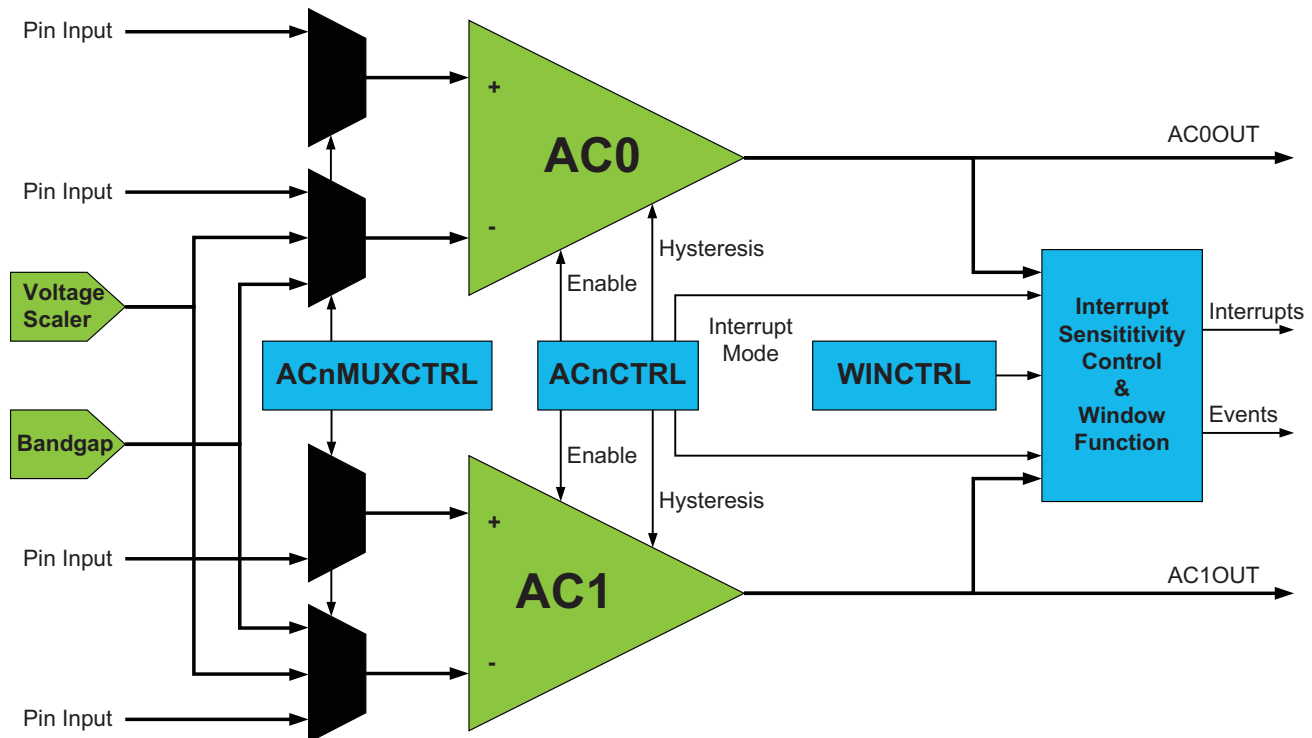 Pin Input
+
AC0
AC0OUT
Pin Input
-
Hysteresis
Enable
Voltage
Scaler
Interrupt
Mode
ACnMUXCTRL
ACnCTRL
WINCTRL
Interrupt
Sensititivity
Control
&
Window
Function
Interrupts
Events
Bandgap
Enable
Hysteresis
+
Pin Input
AC1
AC1OUT
-
Pin Input